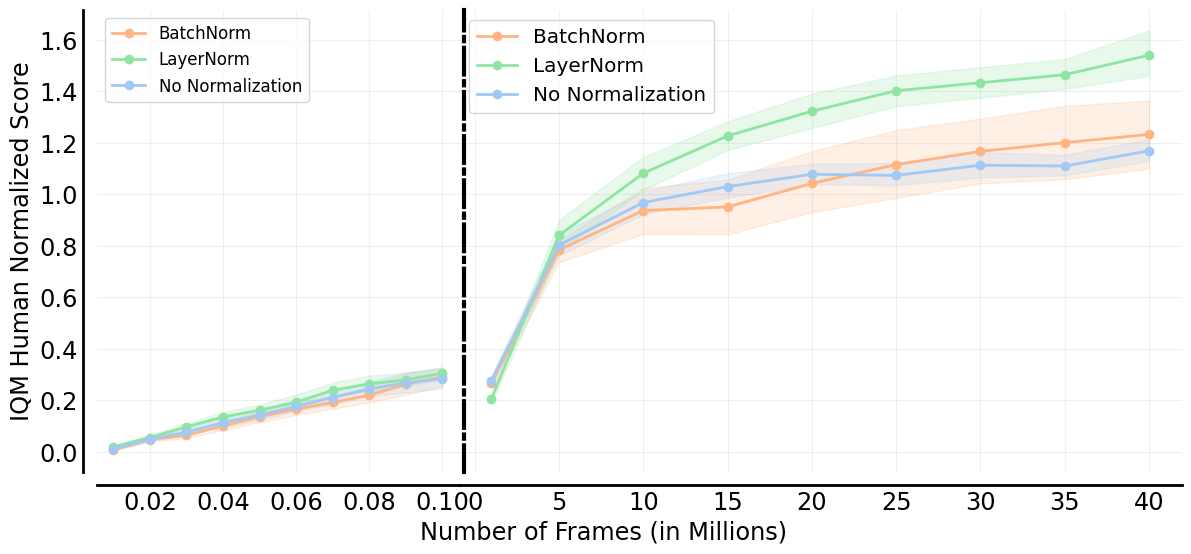 BatchNorm
LayerNorm
No Normalization
BatchNorm
LayerNorm
No Normalization
IQM Human Normalized Score
1.6
1.4
1.2
1.0
0.8
0.6
0.4
0.2
0.0
0.02 0.04 0.06 0.08 0.100 0 5 10 15 20 25 30 35 40
Number of Frames (in Millions)